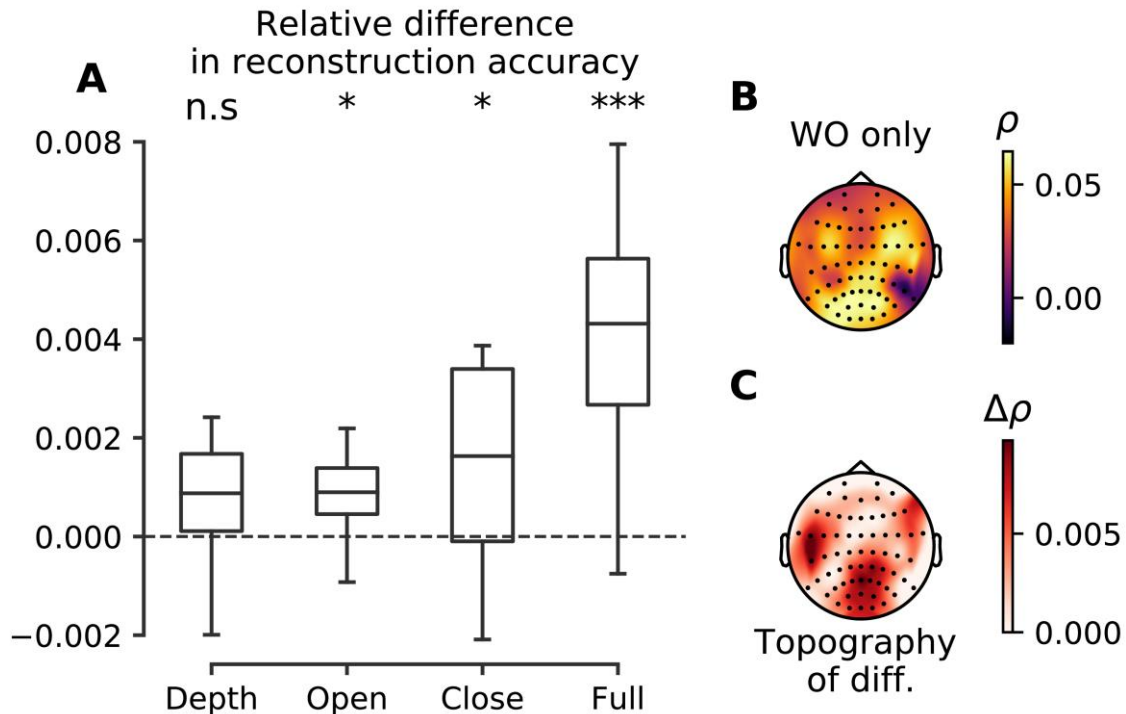 A
Relative difference
in reconstruction accuracy
n.s * * ***
0.008
0.006
0.004
0.002
0.000
−0.002
Depth Open Close Full
B
WO only
ρ
0.05
0.00
C
Δρ
0.005
0.000
Topography
of diff.